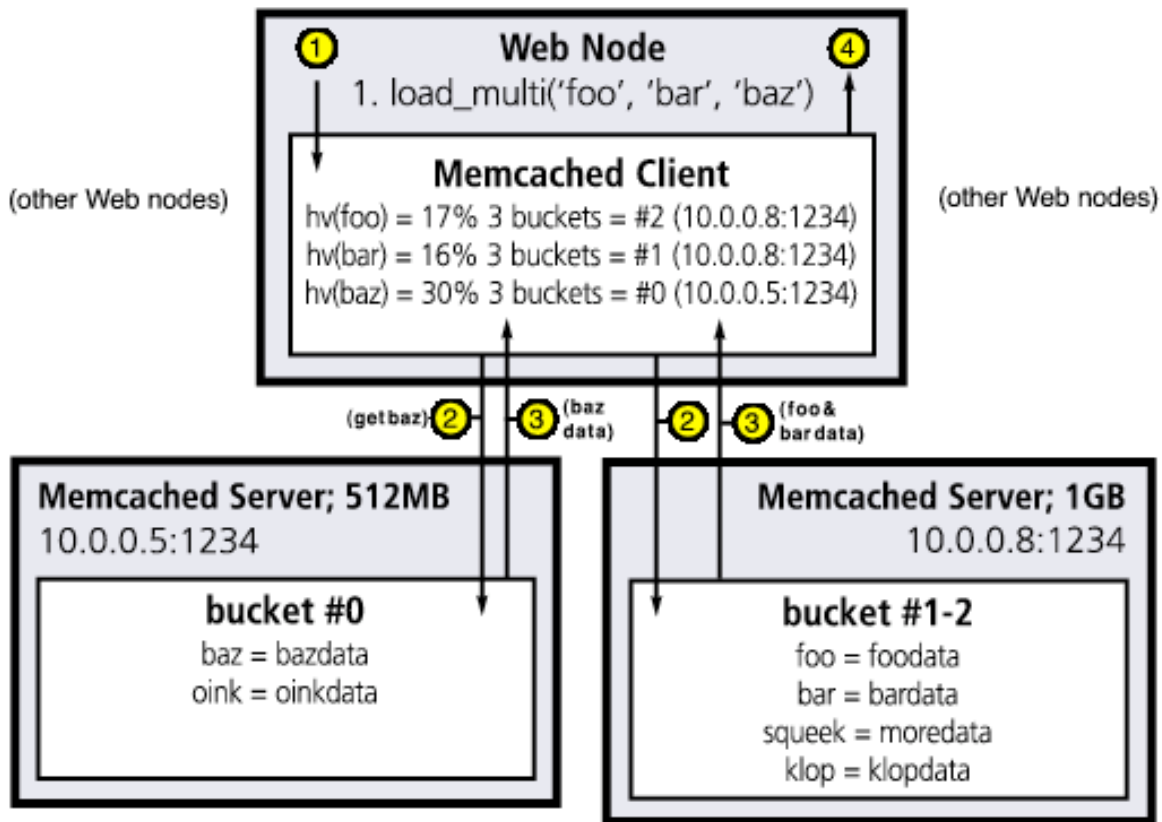 1
Web Node
4
1. load_multi('foo', 'bar', 'baz')
(other Web nodes)
Memcached Client
hv(foo) = 17% 3 buckets = #2 (10.0.0.8:1234)
hv(bar) = 16% 3 buckets = #1 (10.0.0.8:1234)
hv(baz) = 30% 3 buckets = #0 (10.0.0.5:1234)
(other Web nodes)
(get baz)
2
3
(baz
data)
2
3
(foo &
bar data)
Memcached Server; 512MB
10.0.0.5:1234
bucket #0
baz = bazdata
oink = oinkdata
Memcached Server; 1GB
10.0.0.8:1234
bucket #1-2
foo = foodata
bar = bardata
squeek = moredata
klop = klopdata